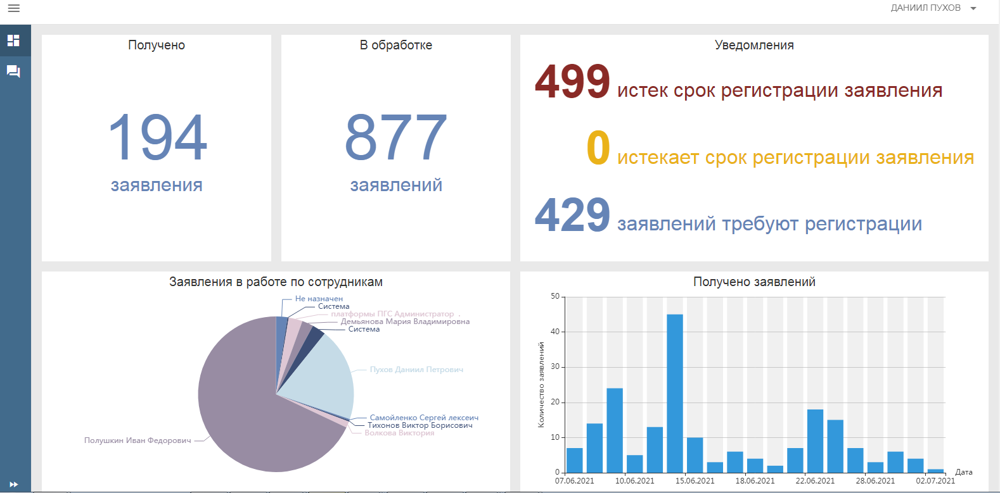 ДАНИИЛ ПУХОВ
Получено
194
заявления
В обработке
877
заявлений
Уведомления
499 истек срок регистрации заявления
0 истекает срок регистрации заявления
429 заявлений требуют регистрации
Заявления в работе по сотрудникам
Не назначен
Система
платформы ПГС Администратор .
Демьянова Мария Владимировна
Система
Пухов Даниил Петрович
Самойленко Сергей лексеич
Тихонов Виктор Борисович
Волкова Виктория
Полушкин Иван Федорович
Получено заявлений
Количество заявлений
50
40
30
20
10
0
07.06.2021 10.06.2021 15.06.2021 18.06.2021 22.06.2021 28.06.2021 02.07.2021
Дата